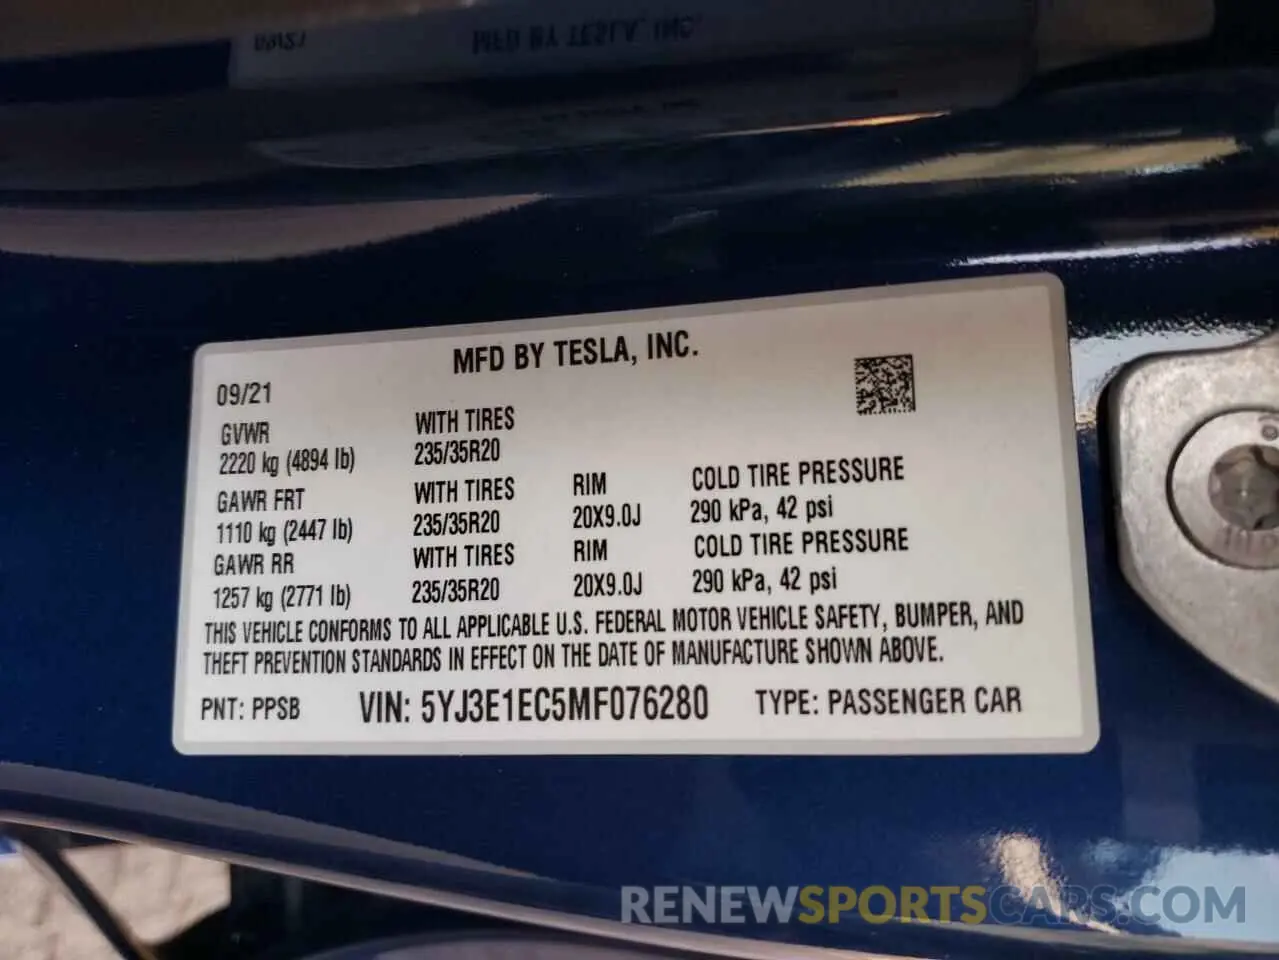 MFD BY TESLA, INC.
09/21
GVWR WITH TIRES
2220 kg (4894 lb) 235/35R20
GAWR FRT WITH TIRES RIM COLD TIRE PRESSURE
1110 kg (2447 lb) 235/35R20 20X9.0J 290 kPa, 42 psi
GAWR RR WITH TIRES RIM COLD TIRE PRESSURE
1257 kg (2771 lb) 235/35R20 20X9.0J 290 kPa, 42 psi
THIS VEHICLE CONFORMS TO ALL APPLICABLE U.S. FEDERAL MOTOR VEHICLE SAFETY, BUMPER, AND
THEFT PREVENTION STANDARDS IN EFFECT ON THE DATE OF MANUFACTURE SHOWN ABOVE.
PNT: PPSB VIN: 5YJ3E1EC5MF076280 TYPE: PASSENGER CAR
RENEWSPORTSCARS.COM